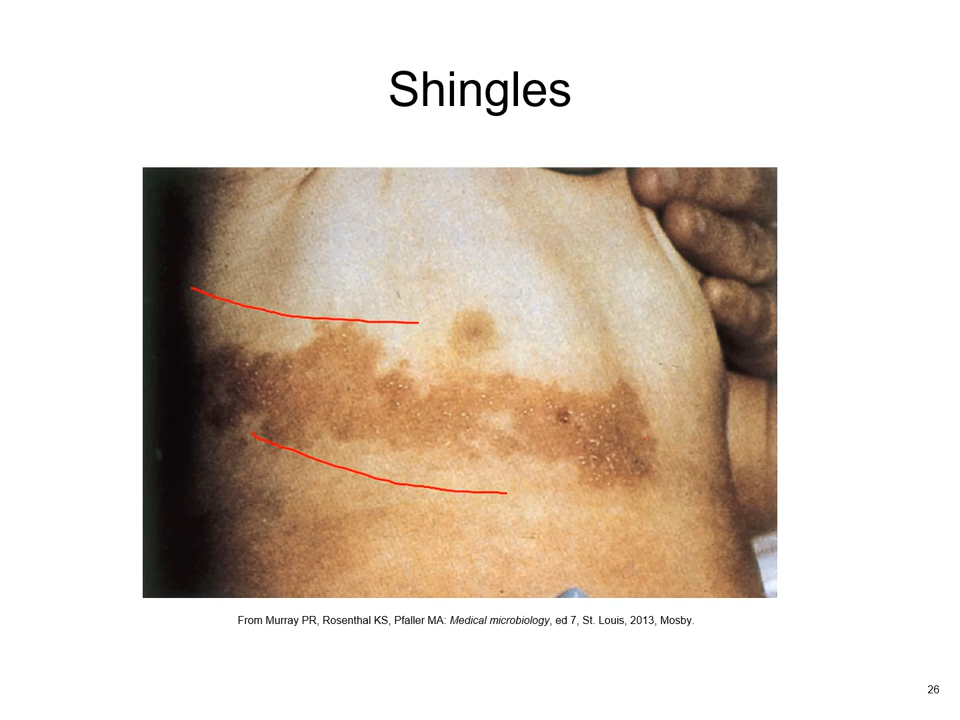 Shingles
From Murray PR, Rosenthal KS, Pfaller MA: Medical microbiology, ed 7, St. Louis, 2013, Mosby.
26